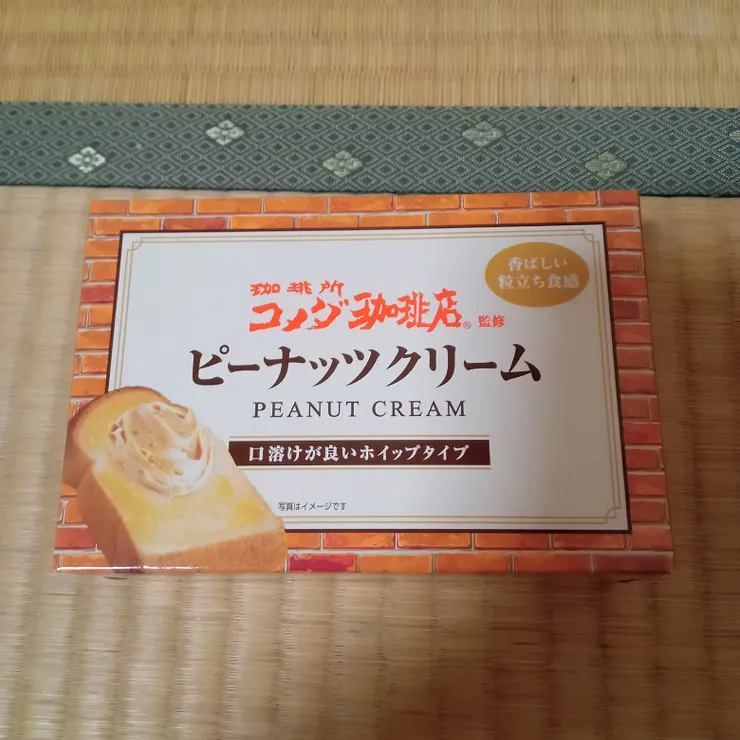 香ばしい
粒立ち食感
珈琲所
コメダ珈琲店® 監修
ピーナッツクリーム
PEANUT CREAM
口溶けが良いホイップタイプ
写真はイメージです